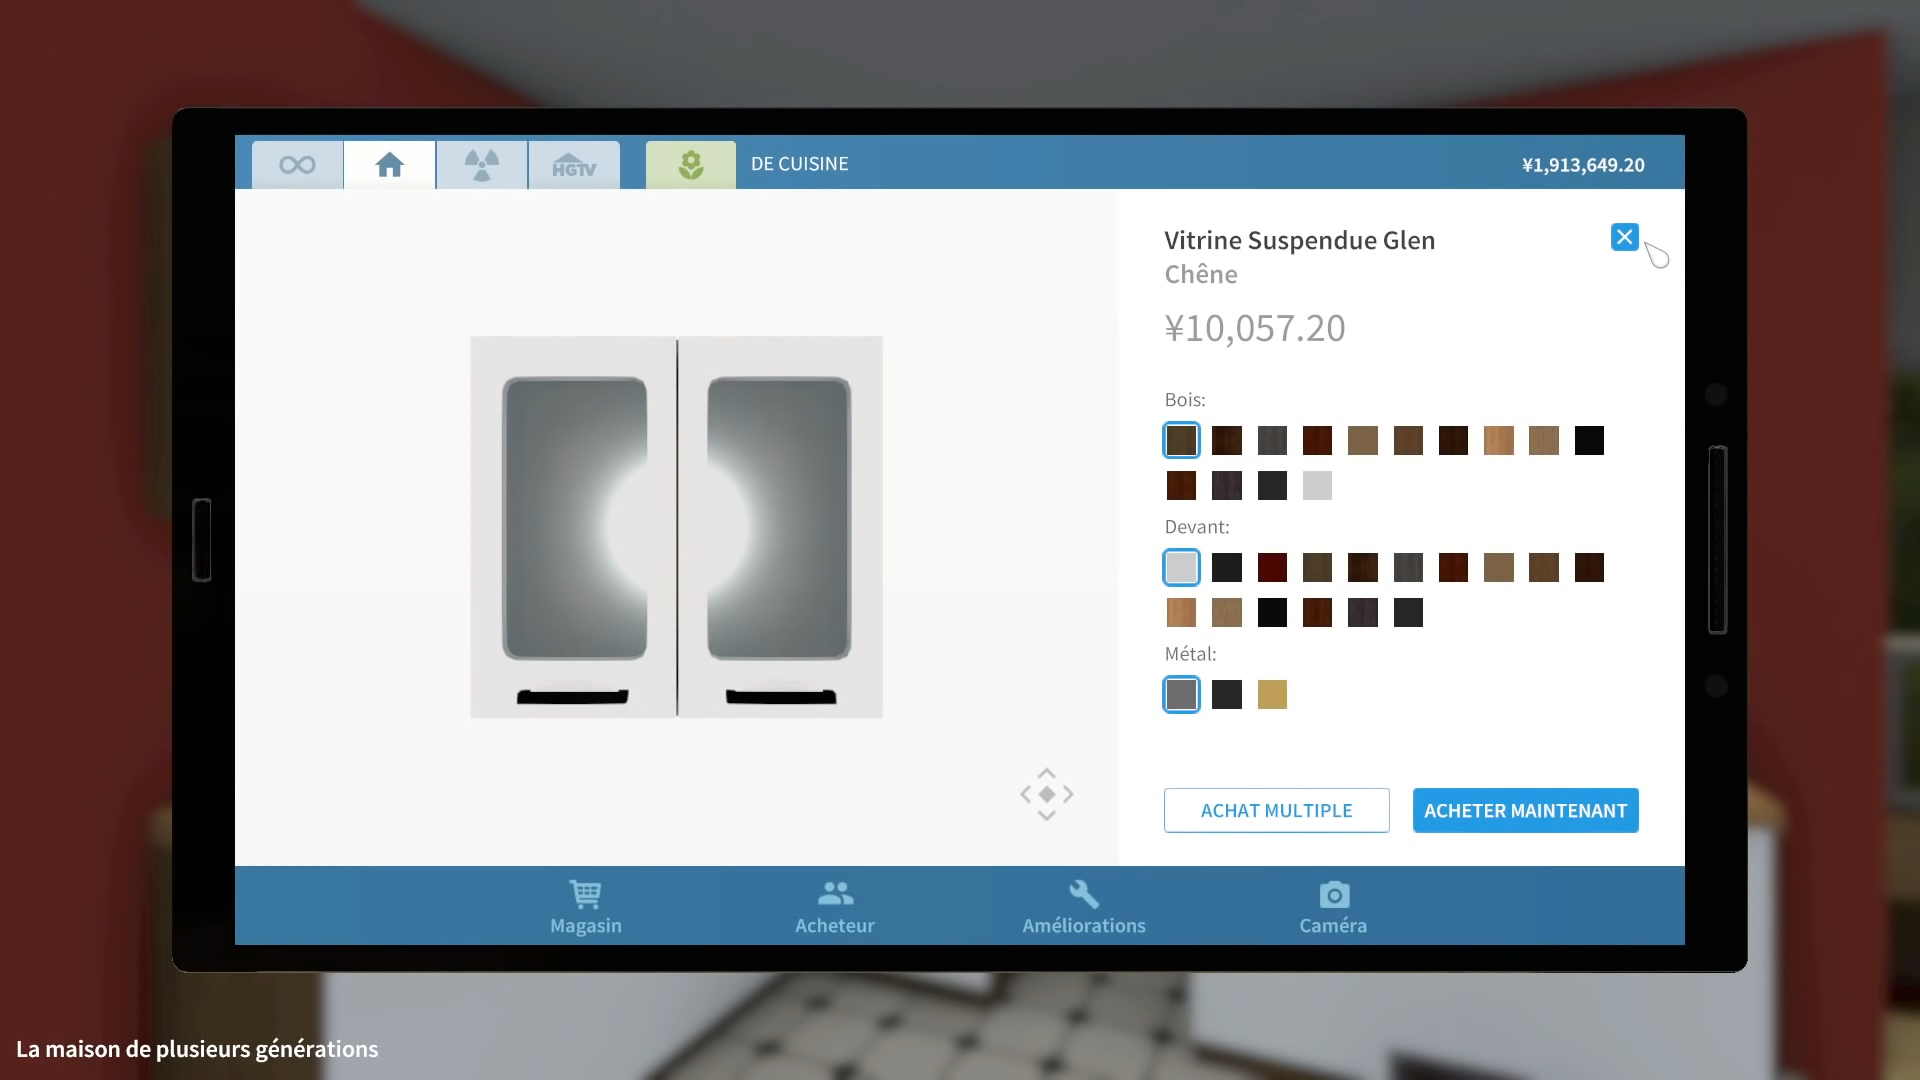 HGTV
DE CUISINE
¥1,913,649.20
Vitrine Suspendue Glen
Chêne
¥10,057.20
Bois:
Devant:
Métal:
ACHAT MULTIPLE
ACHETER MAINTENANT
Magasin
Acheteur
Améliorations
Caméra
La maison de plusieurs générations